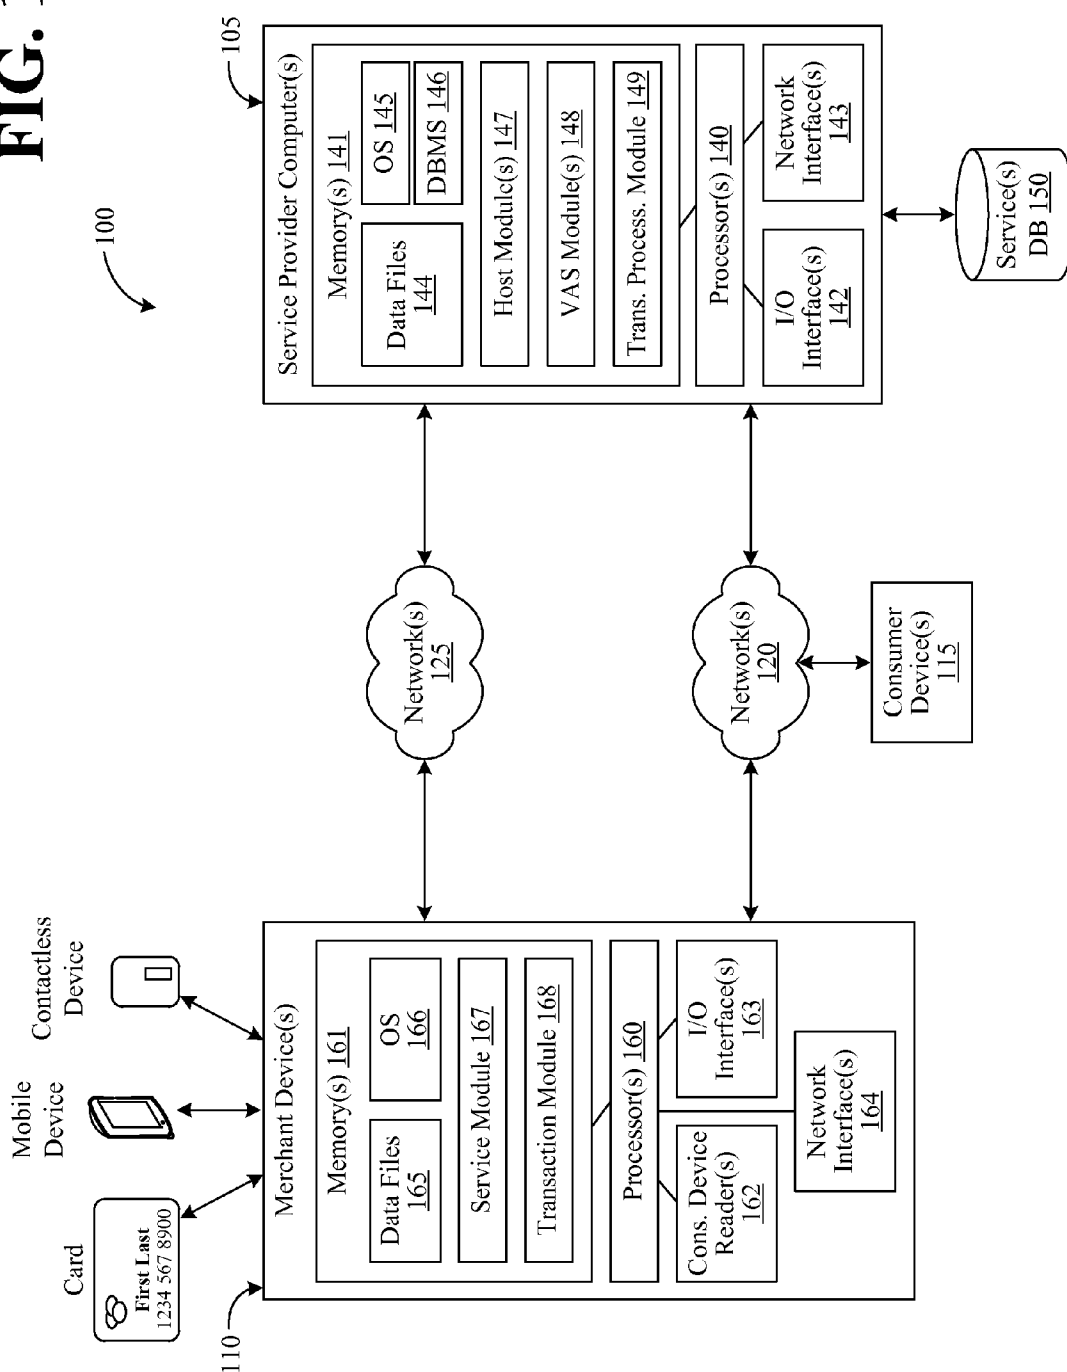 FIG.
100
105
Service Provider Computer(s)
Memory(s) 141
Data Files
144
OS 145
DBMS 146
Host Module(s) 147
VAS Module(s) 148
Trans. Process. Module 149
Processor(s) 140
I/O
Interface(s)
142
Network
Interface(s)
143
Service(s)
DB 150
Network(s)
125
Network(s)
120
Consumer
Device(s)
115
Card
First Last
1234 567 8900
Mobile
Device
Contactless
Device
110
Merchant Device(s)
Memory(s) 161
Data Files
165
OS
166
Service Module 167
Transaction Module 168
Processor(s) 160
Cons. Device
Reader(s)
162
I/O
Interface(s)
163
Network
Interface(s)
164